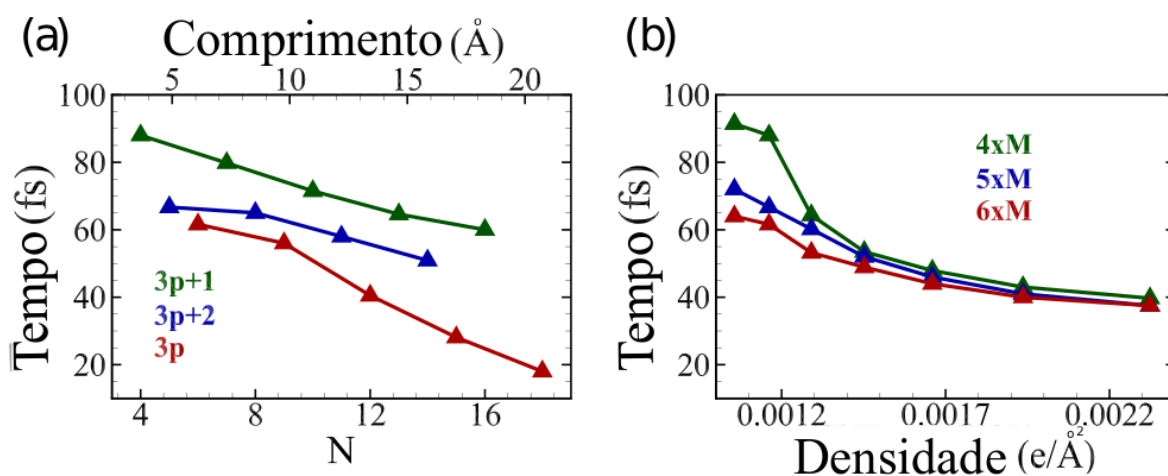 (a)
Comprimento (Å)
5 10 15 20
100
80
60
40
20
Tempo (fs)
3p+1
3p+2
3p
4 8 12 16
N
(b)
100
80
60
40
20
Tempo (fs)
4xM
5xM
6xM
0.0012 0.0017 0.0022
Densidade (e/Å²)